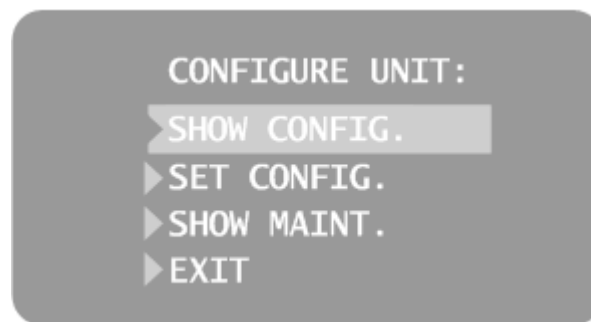 CONFIGURE UNIT:
SHOW CONFIG.
SET CONFIG.
SHOW MAINT.
EXIT